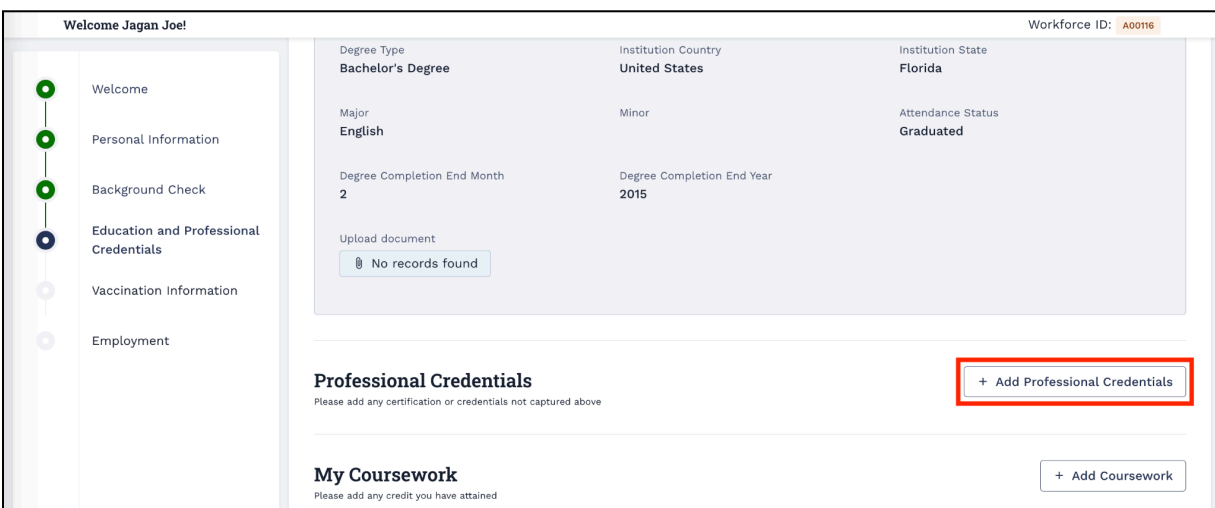 Welcome Jagan Joe!
Workforce ID: A00116
Welcome
Personal Information
Background Check
Education and Professional
Credentials
Vaccination Information
Employment
Degree Type
Bachelor's Degree
Institution Country
United States
Institution State
Florida
Major
English
Minor
Attendance Status
Graduated
Degree Completion End Month
2
Degree Completion End Year
2015
Upload document
No records found
Professional Credentials
Please add any certification or credentials not captured above
+ Add Professional Credentials
My Coursework
Please add any credit you have attained
+ Add Coursework